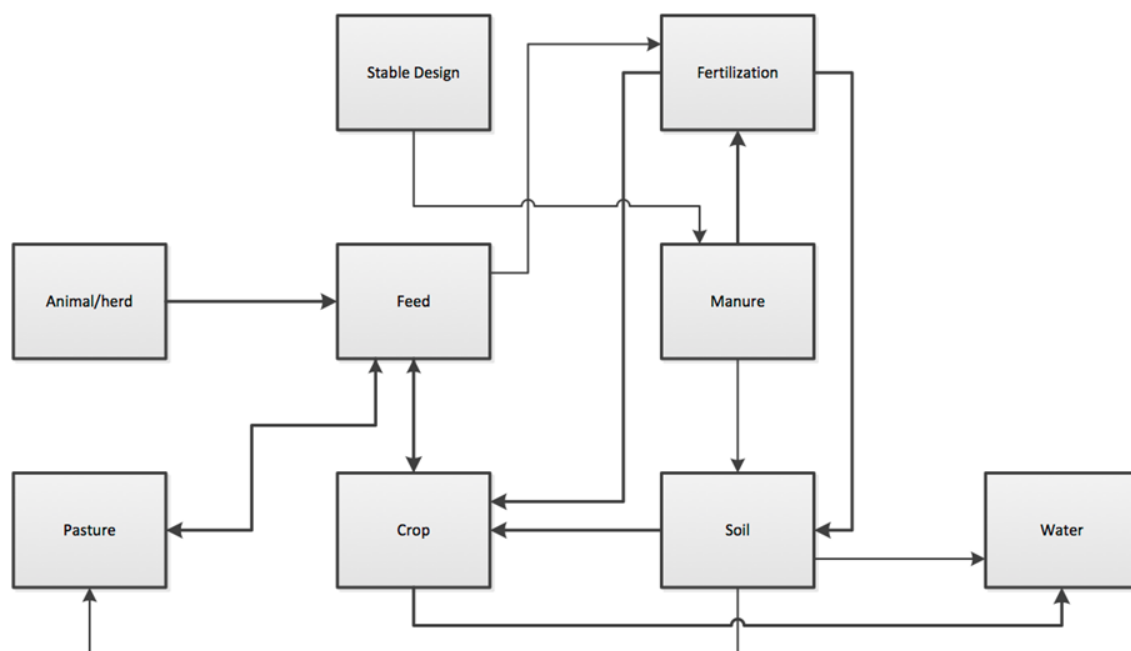 Stable Design
Fertilization
Animal/herd
Feed
Manure
Pasture
Crop
Soil
Water